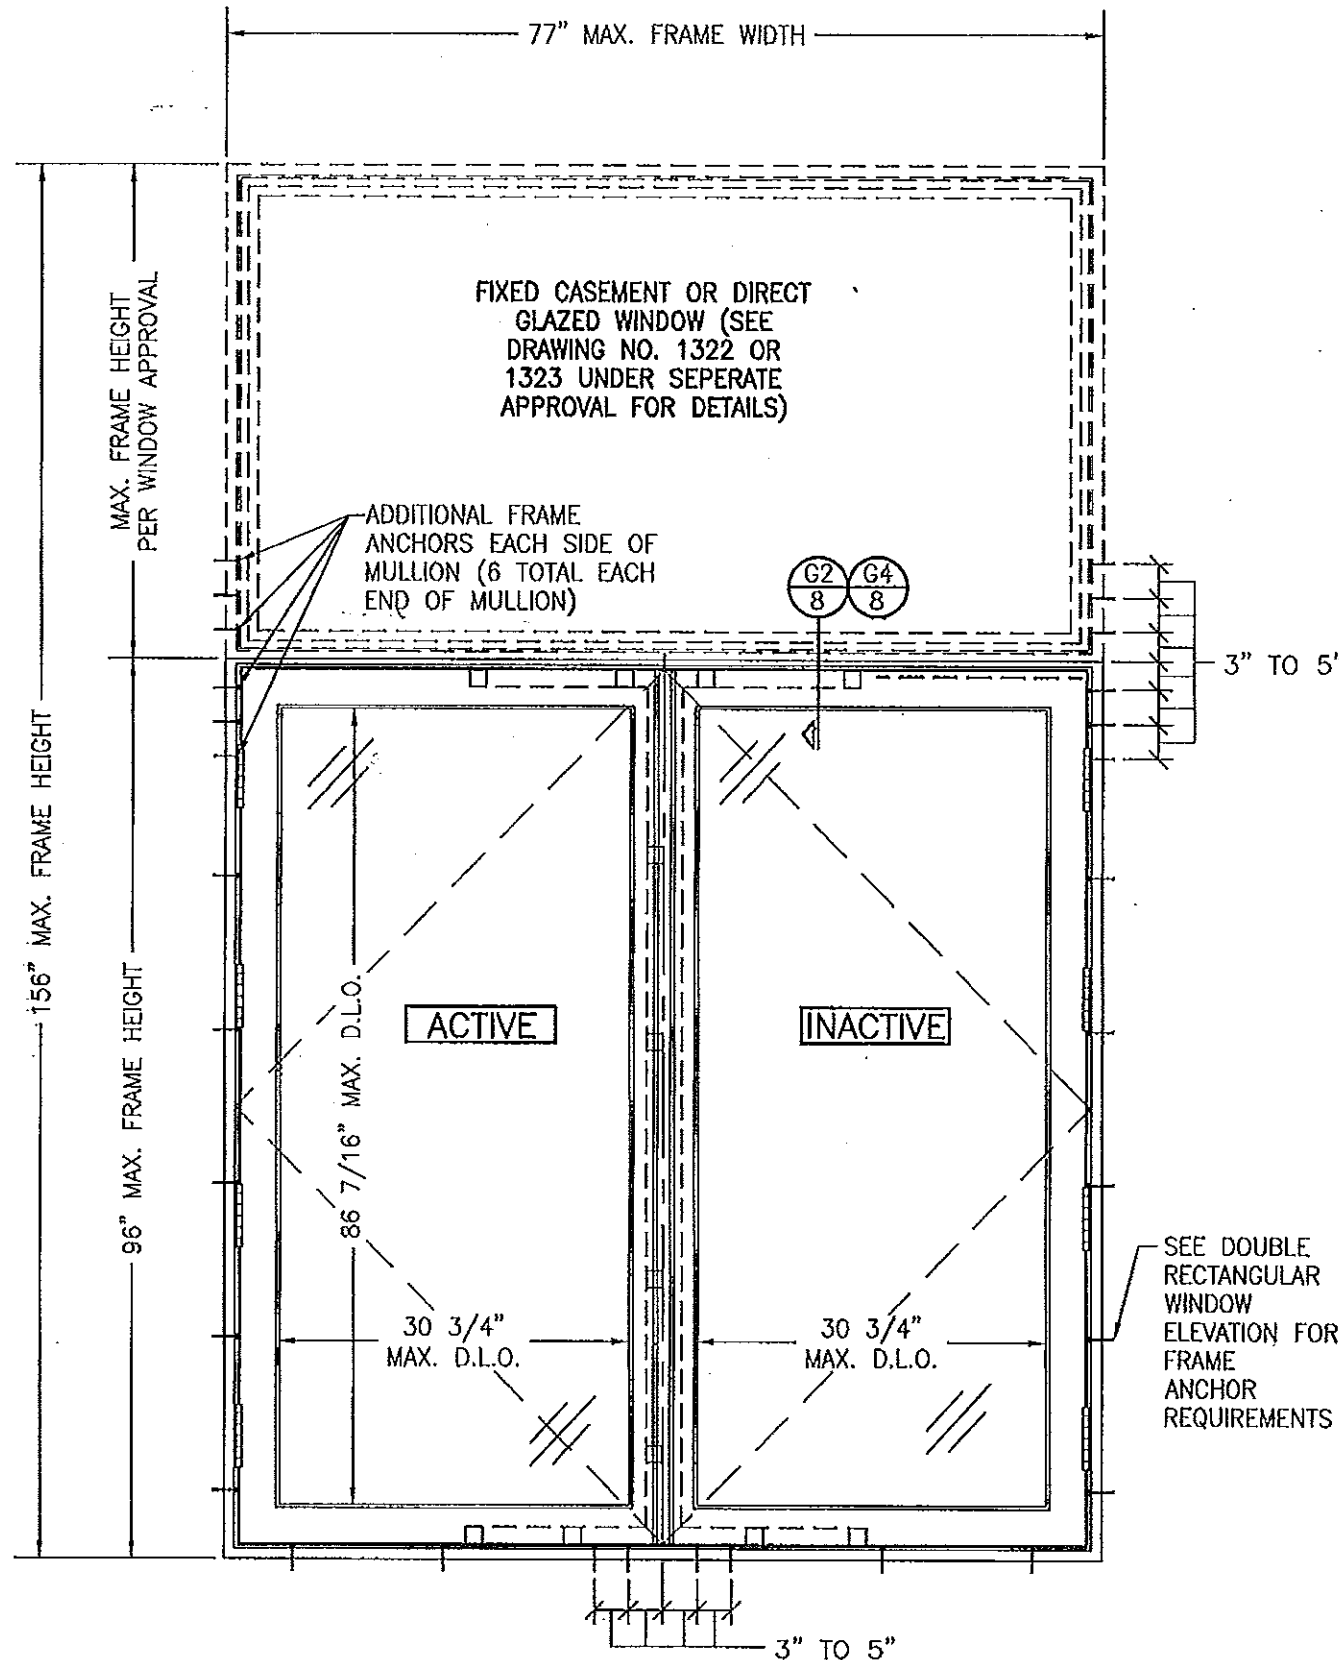 77" MAX. FRAME WIDTH
MAX. FRAME HEIGHT
PER WINDOW APPROVAL
FIXED CASEMENT OR DIRECT
GLAZED WINDOW (SEE
DRAWING NO. 1322 OR
1323 UNDER SEPERATE
APPROVAL FOR DETAILS)
ADDITIONAL FRAME
ANCHORS EACH SIDE OF
MULLION (6 TOTAL EACH
END OF MULLION)
G2
8
G4
8
3" TO 5'
156" MAX. FRAME HEIGHT
96" MAX. FRAME HEIGHT
86 7/16" MAX. D.L.O.
ACTIVE
INACTIVE
30 3/4"
MAX. D.L.O.
30 3/4"
MAX. D.L.O.
SEE DOUBLE
RECTANGULAR
WINDOW
ELEVATION FOR
FRAME
ANCHOR
REQUIREMENTS
3" TO 5"